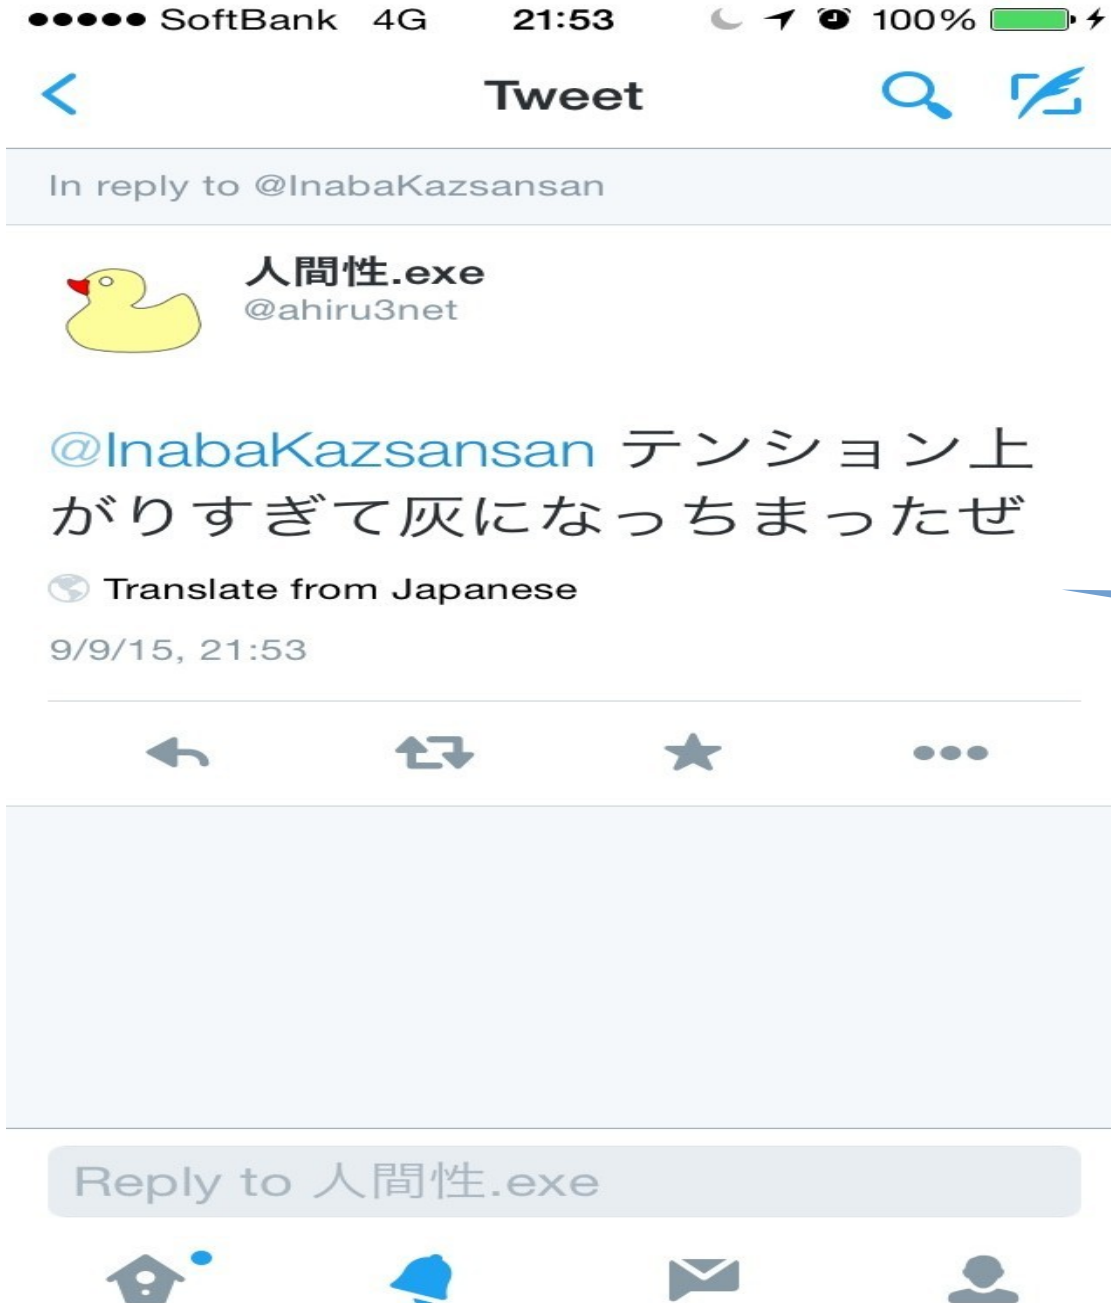 SoftBank 4G 21:53 100%
Tweet
In reply to @InabaKazsansan
人間性.exe
@ahiru3net
@InabaKazsansan テンション上
がりすぎて灰になっちまったぜ
Translate from Japanese
9/9/15, 21:53
Reply to 人間性.exe